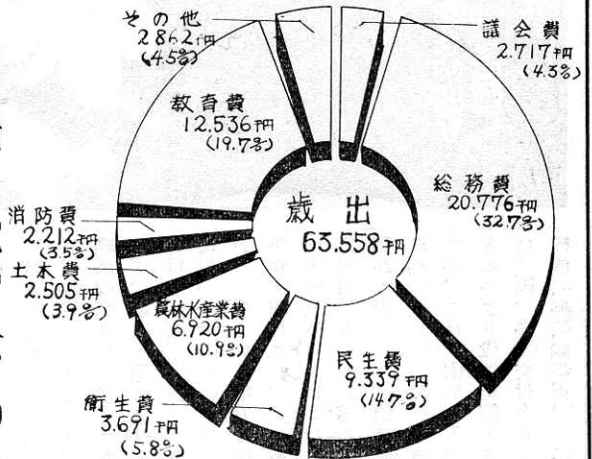 議会費
2.717千円
(4.3%)
総務費
20.776千円
(32.7%)
民生費
9.339千円
(14.7%)
衛生費
3.691千円
(5.8%)
農林水産業費
6.920千円
(10.9%)
土木費
2.505千円
(3.9%)
消防費
2.212千円
(3.5%)
教育費
12.536千円
(19.7%)
その他
2.862千円
(4.5%)
歳出
63.558千円